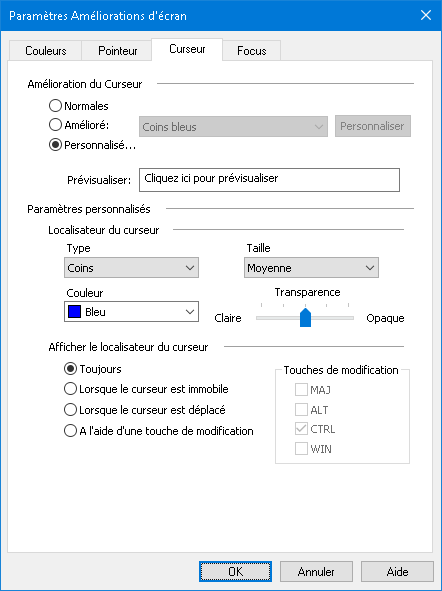 Paramètres Améliorations d'écran
Couleurs Pointeur Curseur Focus
Amélioration du Curseur
Normales
Amélioré: Coins bleus Personnaliser
Personnalisé...
Prévisualiser: Cliquez ici pour prévisualiser
Paramètres personnalisés
Localisateur du curseur
Type Taille
Coins Moyenne
Couleur Transparence
Bleu Claire Opaque
Afficher le localisateur du curseur
Toujours Touches de modification
Lorsque le curseur est immobile MAJ
Lorsque le curseur est déplacé ALT
A l'aide d'une touche de modification CTRL
WIN
OK Annuler Aide